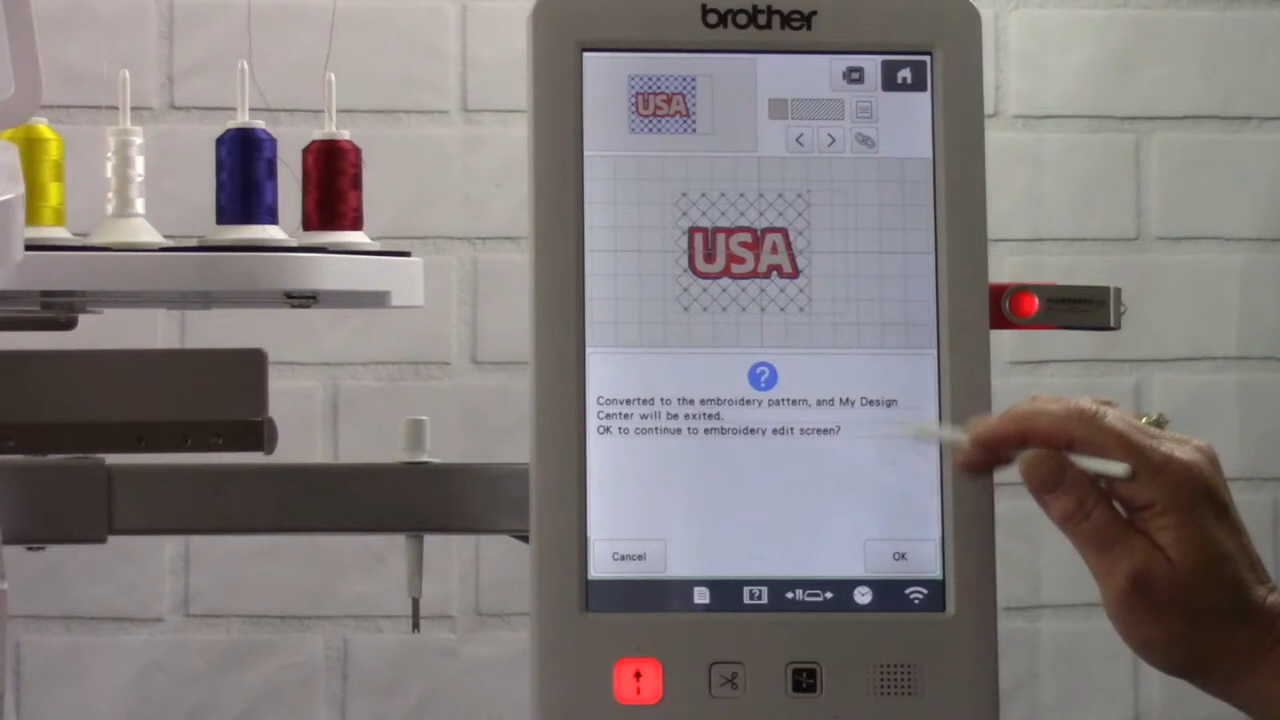 brother
USA
USA
Converted to the embroidery pattern, and My Design
Center will be exited.
OK to continue to embroidery edit screen?
Cancel
OK